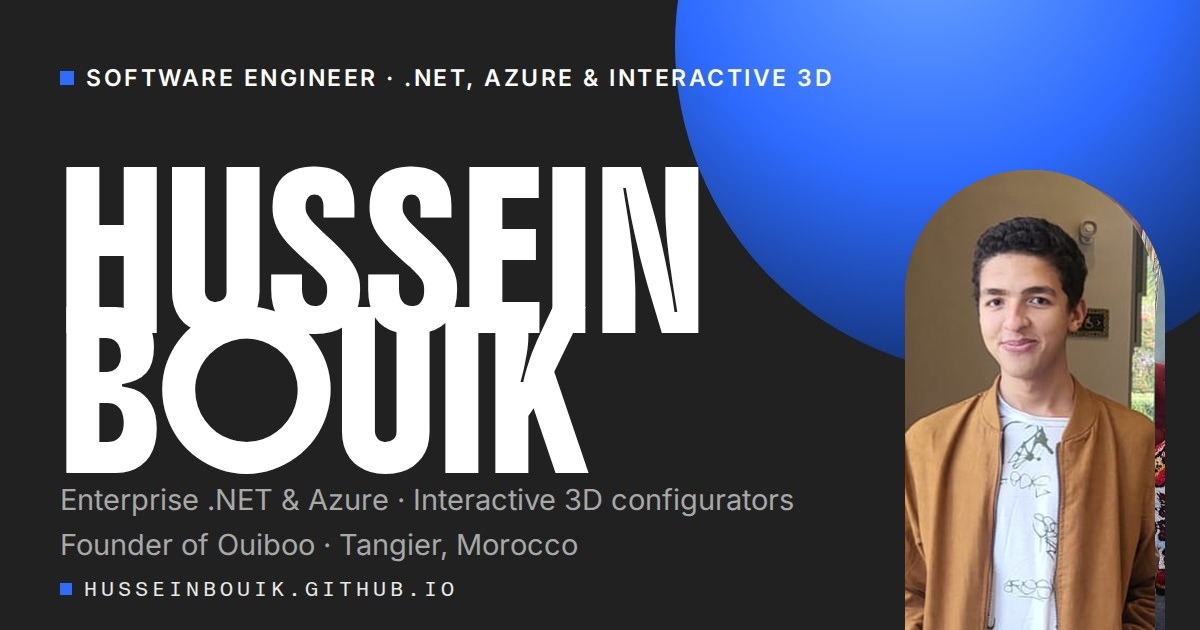 SOFTWARE ENGINEER · .NET, AZURE & INTERACTIVE 3D
HUSSEIN
BOUIK
Enterprise .NET & Azure · Interactive 3D configurators
Founder of Ouiboo · Tangier, Morocco
HUSSEINBOUIK.GITHUB.IO